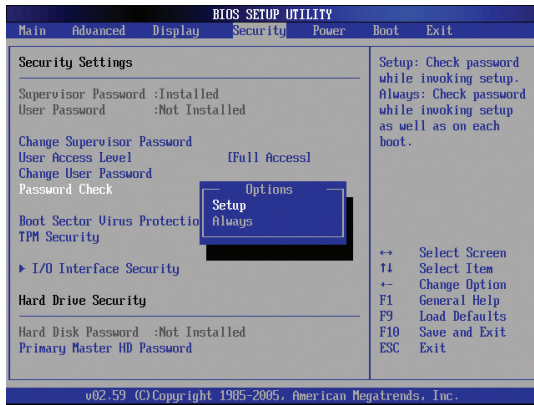 BIOS SETUP UTILITY
Main Advanced Display Security Power Boot Exit
Security Settings
Supervisor Password :Installed
User Password :Not Installed
Change Supervisor Password
User Access Level [Full Access]
Change User Password
Password Check
Options
Setup
Always
Boot Sector Virus Protectio
TPM Security
▶ I/O Interface Security
Hard Drive Security
Hard Disk Password :Not Installed
Primary Master HD Password
Setup: Check password
while invoking setup.
Always: Check password
while invoking setup
as well as on each
boot.
↔ Select Screen
↑↓ Select Item
+- Change Option
F1 General Help
F9 Load Defaults
F10 Save and Exit
ESC Exit
v02.59 (C)Copyright 1985-2005, American Megatrends, Inc.